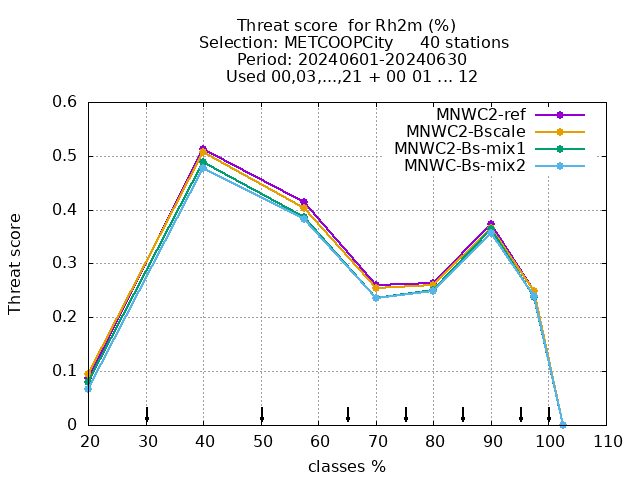 Threat score  for Rh2m (%)
Selection: METCOOPCity     40 stations
Period: 20240601-20240630
Used 00,03,...,21 + 00 01 ... 12
MNWC2-ref
MNWC2-Bscale
MNWC2-Bs-mix1
MNWC-Bs-mix2
Threat score
0.6
0.5
0.4
0.3
0.2
0.1
0
20 30 40 50 60 70 80 90 100 110
classes %